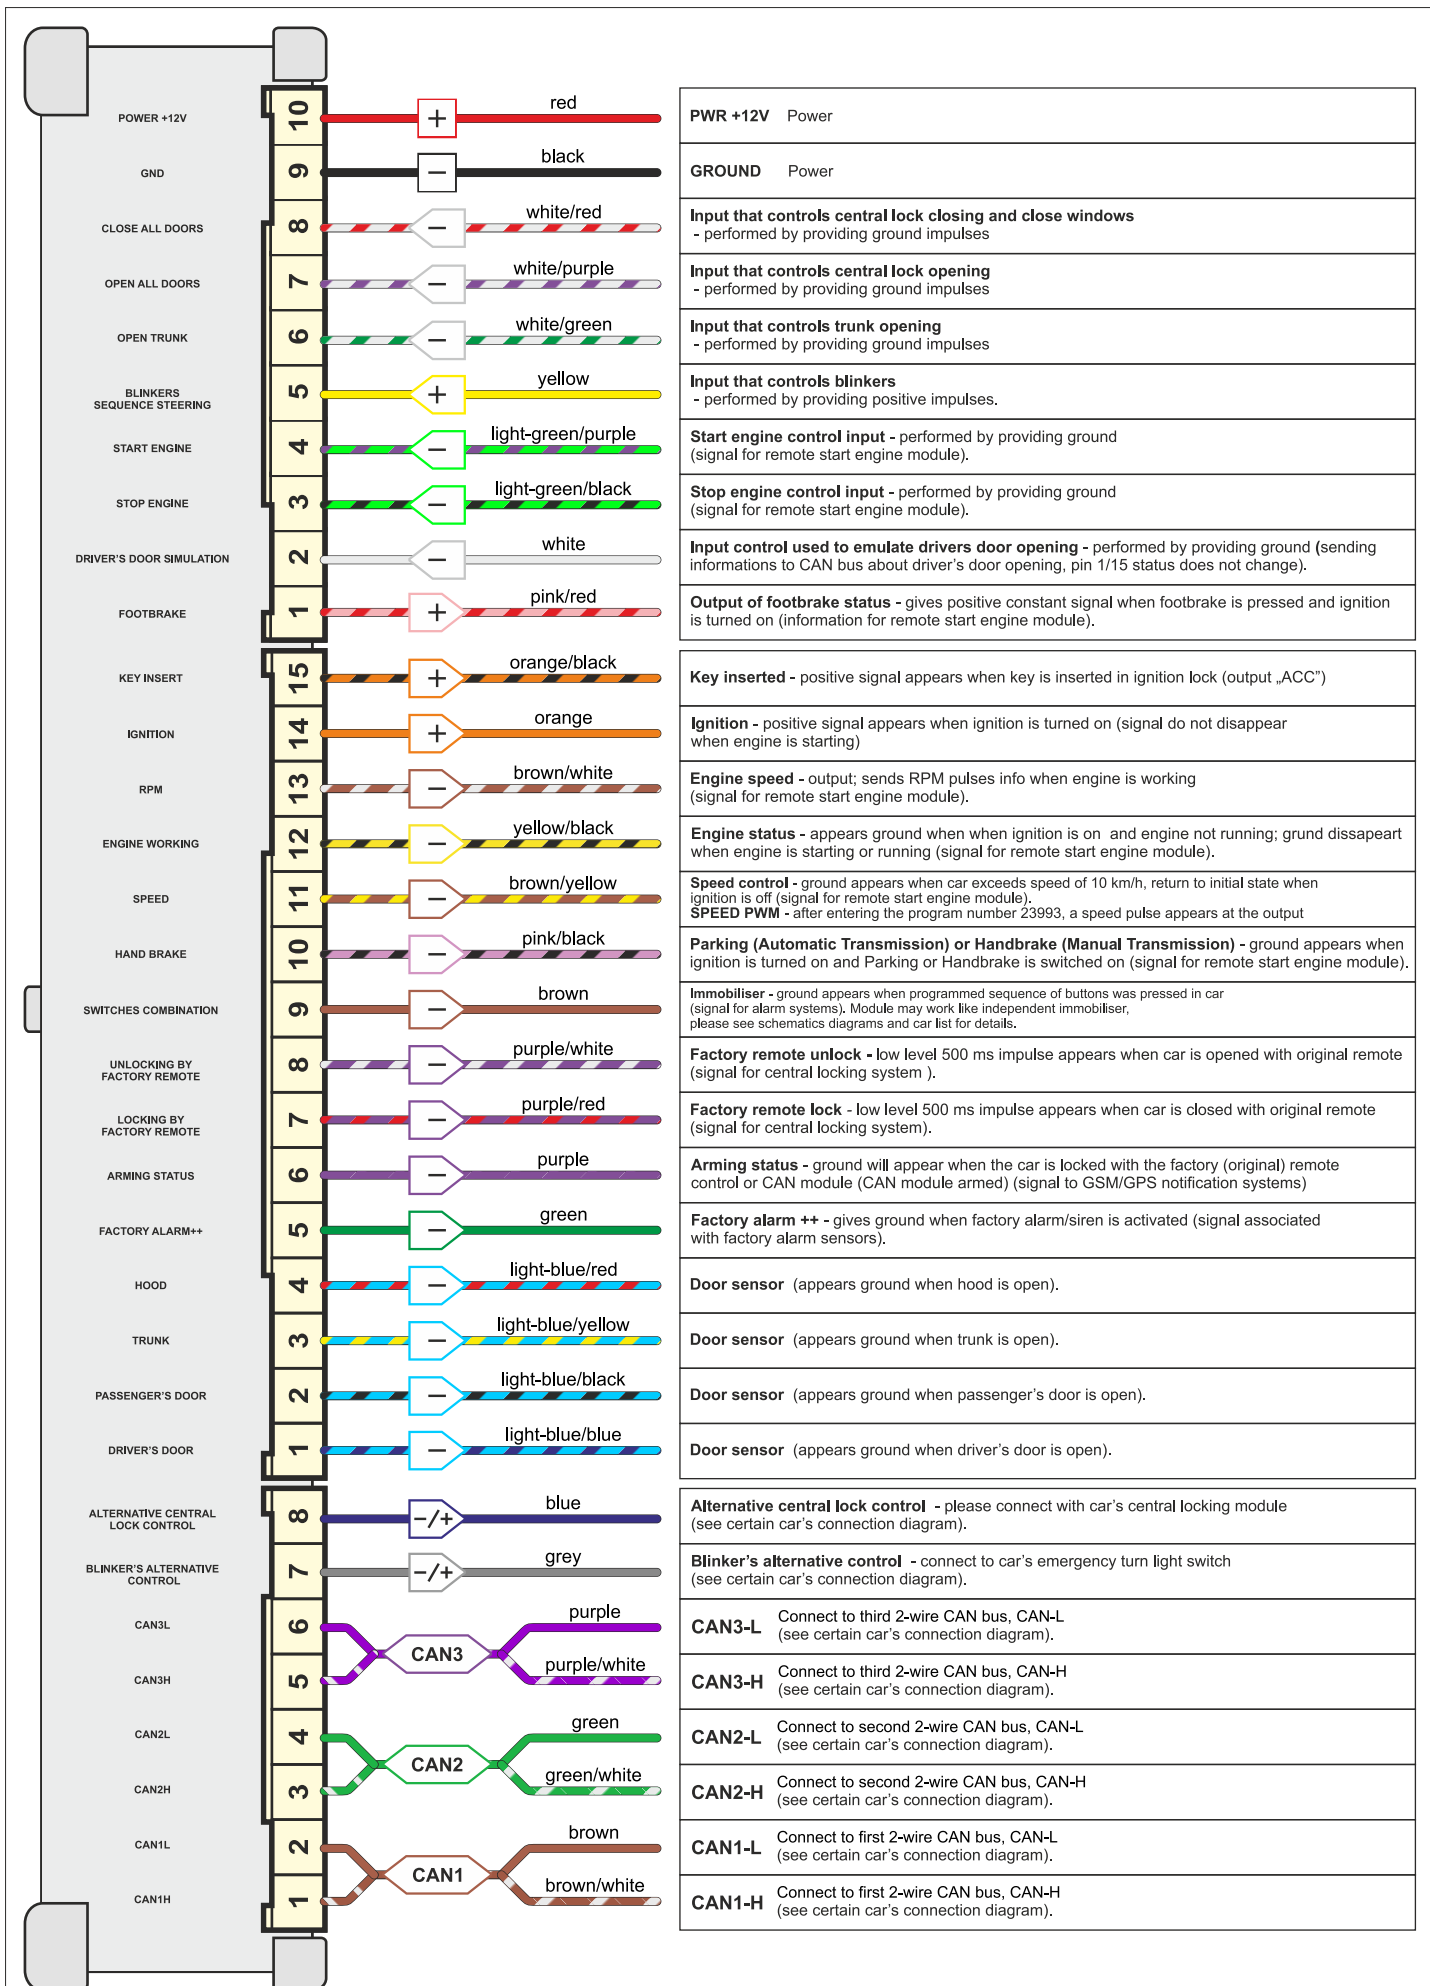 POWER +12V
10
red
+
PWR +12V Power
GND
9
black
−
GROUND Power
CLOSE ALL DOORS
8
white/red
−
Input that controls central lock closing and close windows
- performed by providing ground impulses
OPEN ALL DOORS
7
white/purple
−
Input that controls central lock opening
- performed by providing ground impulses
OPEN TRUNK
6
white/green
−
Input that controls trunk opening
- performed by providing ground impulses
BLINKERS
SEQUENCE STEERING
5
yellow
+
Input that controls blinkers
- performed by providing positive impulses.
START ENGINE
4
light-green/purple
−
Start engine control input - performed by providing ground
(signal for remote start engine module).
STOP ENGINE
3
light-green/black
−
Stop engine control input - performed by providing ground
(signal for remote start engine module).
DRIVER'S DOOR SIMULATION
2
white
−
Input control used to emulate drivers door opening - performed by providing ground (sending
informations to CAN bus about driver's door opening, pin 1/15 status does not change).
FOOTBRAKE
1
pink/red
+
Output of footbrake status - gives positive constant signal when footbrake is pressed and ignition
is turned on (information for remote start engine module).
KEY INSERT
15
orange/black
+
Key inserted - positive signal appears when key is inserted in ignition lock (output „ACC”)
IGNITION
14
orange
+
Ignition - positive signal appears when ignition is turned on (signal do not disappear
when engine is starting)
RPM
13
brown/white
−
Engine speed - output; sends RPM pulses info when engine is working
(signal for remote start engine module).
ENGINE WORKING
12
yellow/black
−
Engine status - appears ground when when ignition is on and engine not running; grund dissapeart
when engine is starting or running (signal for remote start engine module).
SPEED
11
brown/yellow
−
Speed control - ground appears when car exceeds speed of 10 km/h, return to initial state when
ignition is off (signal for remote start engine module).
SPEED PWM - after entering the program number 23993, a speed pulse appears at the output
HAND BRAKE
10
pink/black
−
Parking (Automatic Transmission) or Handbrake (Manual Transmission) - ground appears when
ignition is turned on and Parking or Handbrake is switched on (signal for remote start engine module).
SWITCHES COMBINATION
9
brown
−
Immobiliser - ground appears when programmed sequence of buttons was pressed in car
(signal for alarm systems). Module may work like independent immobiliser,
please see schematics diagrams and car list for details.
UNLOCKING BY
FACTORY REMOTE
8
purple/white
−
Factory remote unlock - low level 500 ms impulse appears when car is opened with original remote
(signal for central locking system ).
LOCKING BY
FACTORY REMOTE
7
purple/red
−
Factory remote lock - low level 500 ms impulse appears when car is closed with original remote
(signal for central locking system).
ARMING STATUS
6
purple
−
Arming status - ground will appear when the car is locked with the factory (original) remote
control or CAN module (CAN module armed) (signal to GSM/GPS notification systems)
FACTORY ALARM++
5
green
−
Factory alarm ++ - gives ground when factory alarm/siren is activated (signal associated
with factory alarm sensors).
HOOD
4
light-blue/red
−
Door sensor (appears ground when hood is open).
TRUNK
3
light-blue/yellow
−
Door sensor (appears ground when trunk is open).
PASSENGER'S DOOR
2
light-blue/black
−
Door sensor (appears ground when passenger's door is open).
DRIVER'S DOOR
1
light-blue/blue
−
Door sensor (appears ground when driver's door is open).
ALTERNATIVE CENTRAL
LOCK CONTROL
8
blue
−/+
Alternative central lock control - please connect with car's central locking module
(see certain car's connection diagram).
BLINKER'S ALTERNATIVE
CONTROL
7
grey
−/+
Blinker's alternative control - connect to car's emergency turn light switch
(see certain car's connection diagram).
CAN3L
6
purple
CAN3-L Connect to third 2-wire CAN bus, CAN-L
(see certain car's connection diagram).
CAN3
CAN3H
5
purple/white
CAN3-H Connect to third 2-wire CAN bus, CAN-H
(see certain car's connection diagram).
CAN2L
4
green
CAN2-L Connect to second 2-wire CAN bus, CAN-L
(see certain car's connection diagram).
CAN2
CAN2H
3
green/white
CAN2-H Connect to second 2-wire CAN bus, CAN-H
(see certain car's connection diagram).
CAN1L
2
brown
CAN1-L Connect to first 2-wire CAN bus, CAN-L
(see certain car's connection diagram).
CAN1
CAN1H
1
brown/white
CAN1-H Connect to first 2-wire CAN bus, CAN-H
(see certain car's connection diagram).